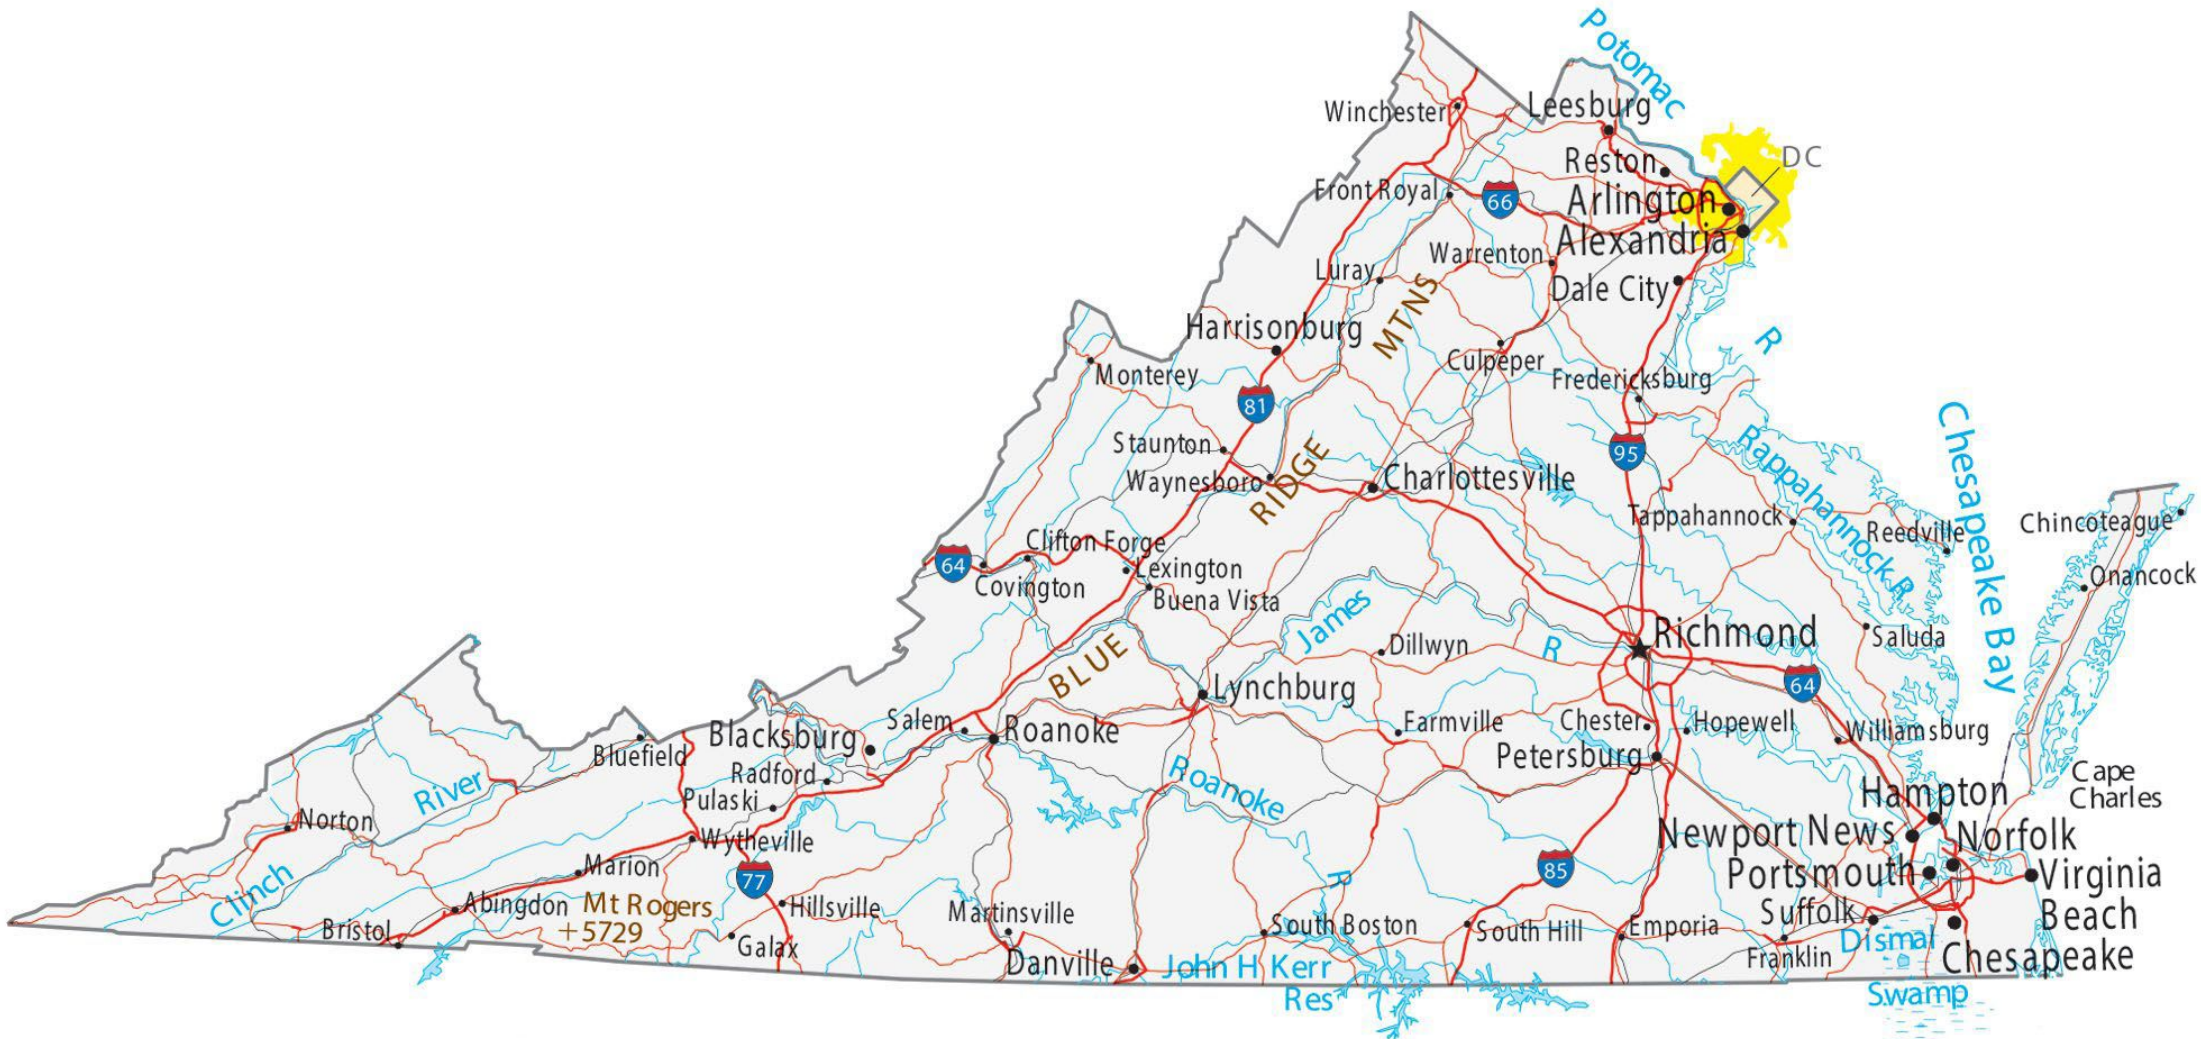 Potomac
Winchester
Leesburg
Reston
DC
Front Royal
66
Arlington
Alexandria
Warrenton
Luray
Dale City
MTNS
Harrisonburg
R
Culpeper
Monterey
Fredericksburg
81
Chesapeake Bay
Staunton
95
Rappahannock R
Waynesboro
RIDGE
Charlottesville
Tappahannock
Reedville
Chincoteague
Clifton Forge
64
Lexington
Covington
Onancock
Buena Vista
James
Richmond
Saluda
Dillwyn
R
BLUE
64
Lynchburg
Salem
Roanoke
Farmville
Chester
Hopewell
Williamsburg
Blacksburg
Bluefield
Petersburg
Radford
Roanoke
Cape
Charles
River
Pulaski
Hampton
Norton
Wytheville
Newport News
Norfolk
Marion
77
85
Portsmouth
Virginia
Beach
Clinch
R
Abingdon
Mt Rogers
+5729
Hillsville
Martinsville
Suffolk
Bristol
South Boston
South Hill
Emporia
Galax
Dismal
Swamp
Franklin
Chesapeake
Danville
John H Kerr
Res